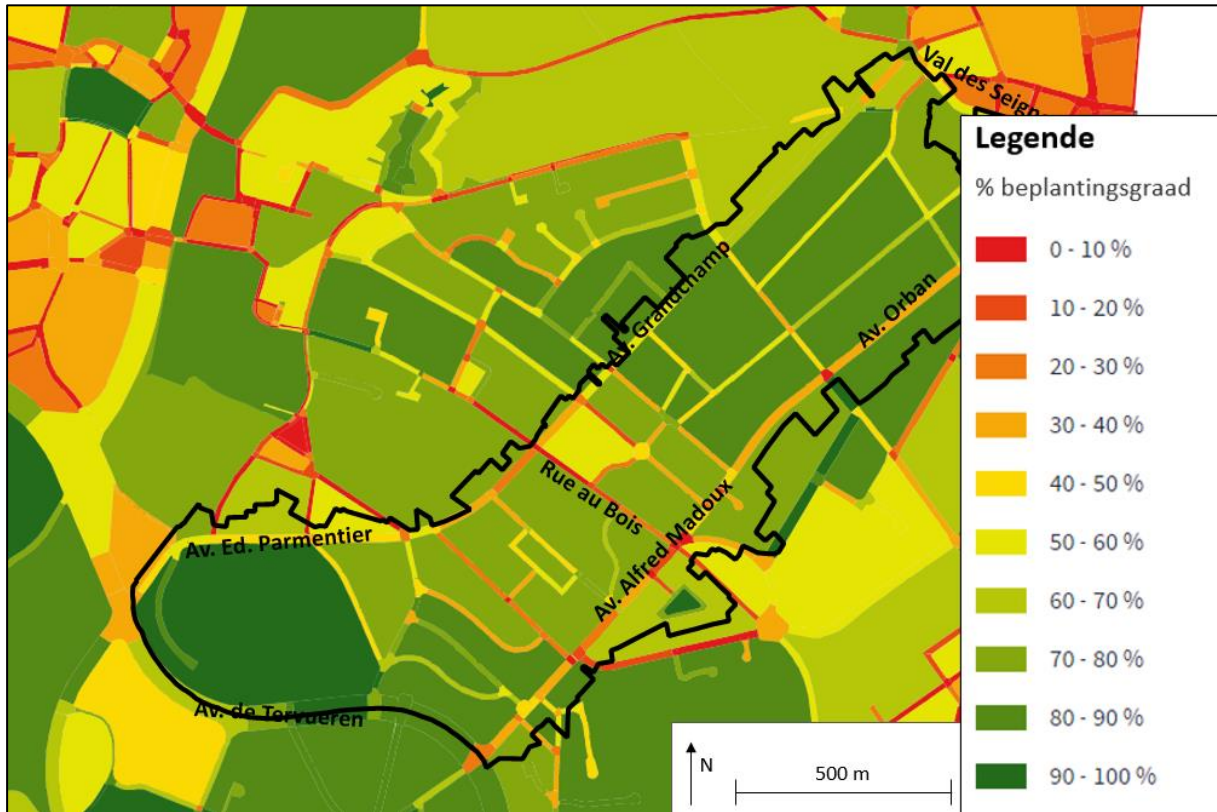 Val des Seign
Legende
% beplantingsgraad
0 - 10 %
10 - 20 %
20 - 30 %
30 - 40 %
40 - 50 %
50 - 60 %
60 - 70 %
70 - 80 %
80 - 90 %
90 - 100 %
Av. Grandchamp
Av. Orban
Rue au Bois
Av. Alfred Madoux
Av. Ed. Parmentier
Av. de Tervueren
N
500 m